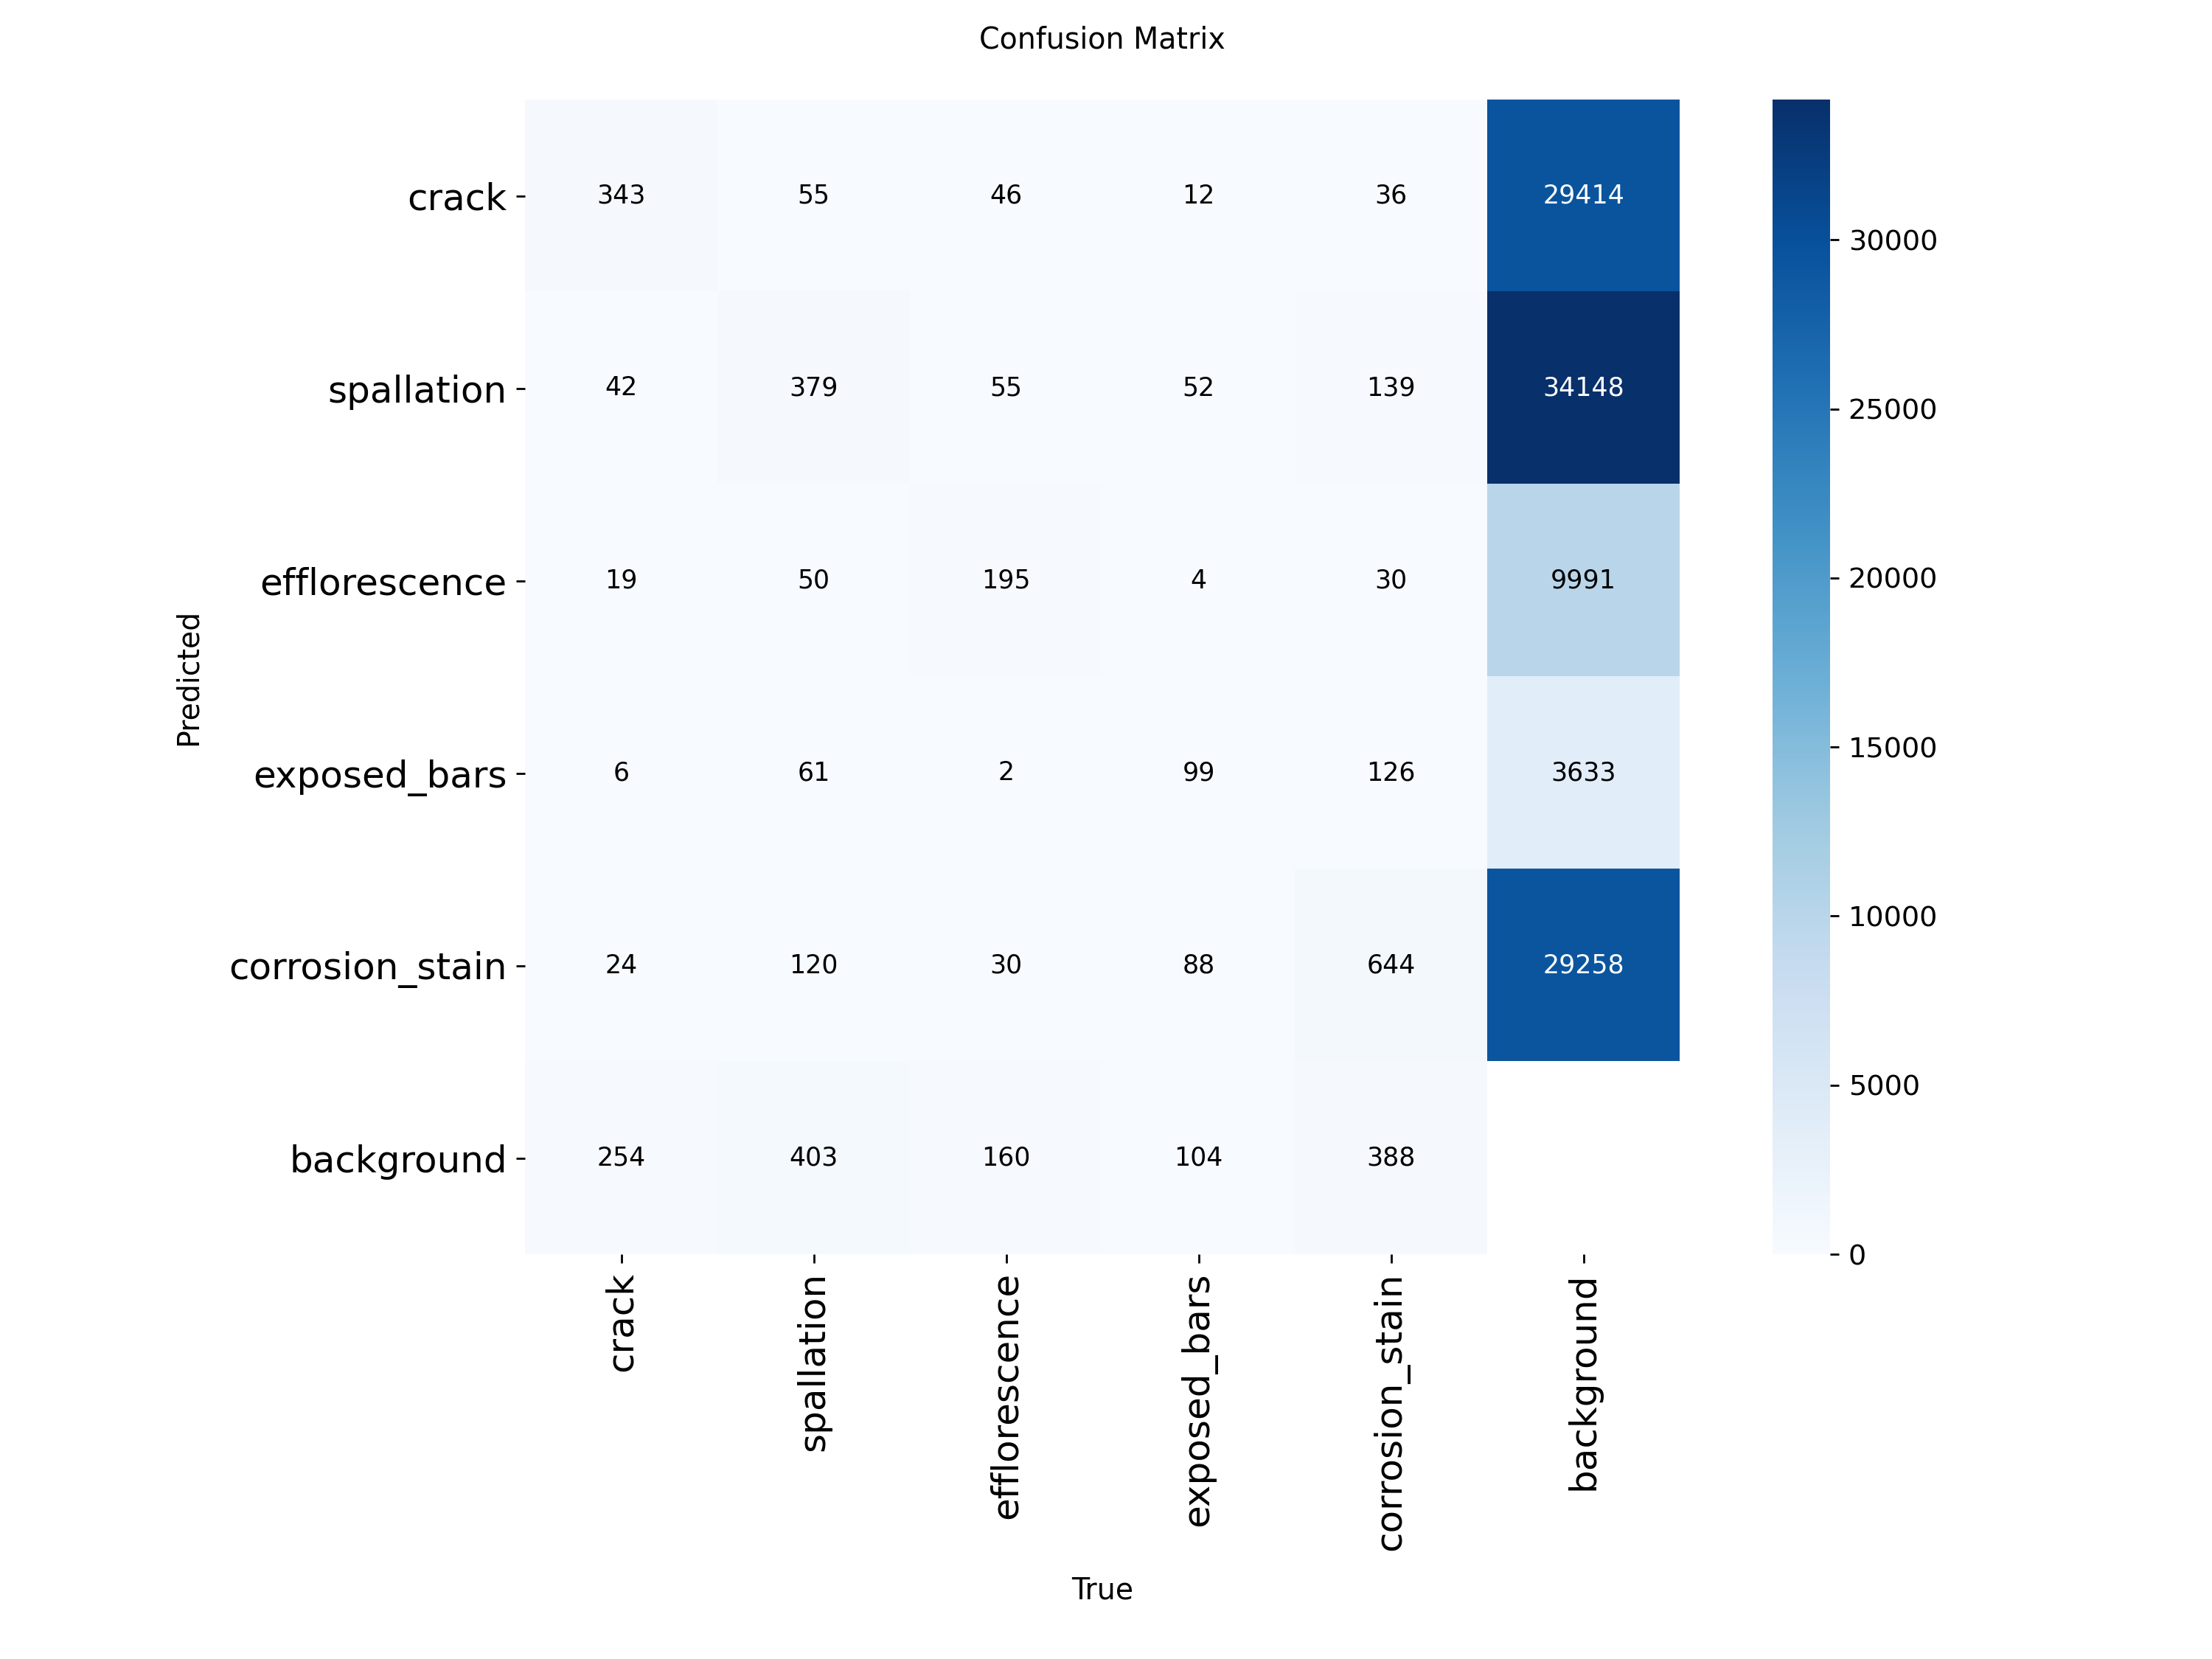 Confusion Matrix
crack 343 55 46 12 36 29414
spallation 42 379 55 52 139 34148
efflorescence 19 50 195 4 30 9991
exposed_bars 6 61 2 99 126 3633
corrosion_stain 24 120 30 88 644 29258
background 254 403 160 104 388
Predicted
crack spallation efflorescence exposed_bars corrosion_stain background
True
30000
25000
20000
15000
10000
5000
0